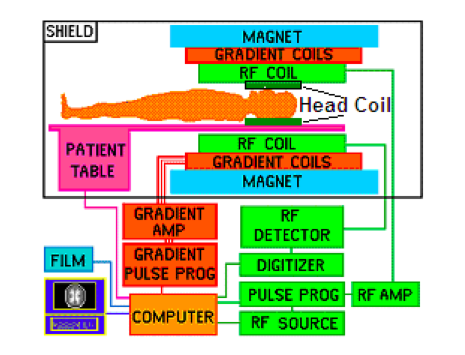 SHIELD
MAGNET
GRADIENT COILS
RF COIL
Head Coil
PATIENT
TABLE
RF COIL
GRADIENT COILS
MAGNET
GRADIENT
AMP
RF
DETECTOR
FILM
GRADIENT
PULSE PROG
DIGITIZER
PULSE PROG
RF AMP
COMPUTER
RF SOURCE